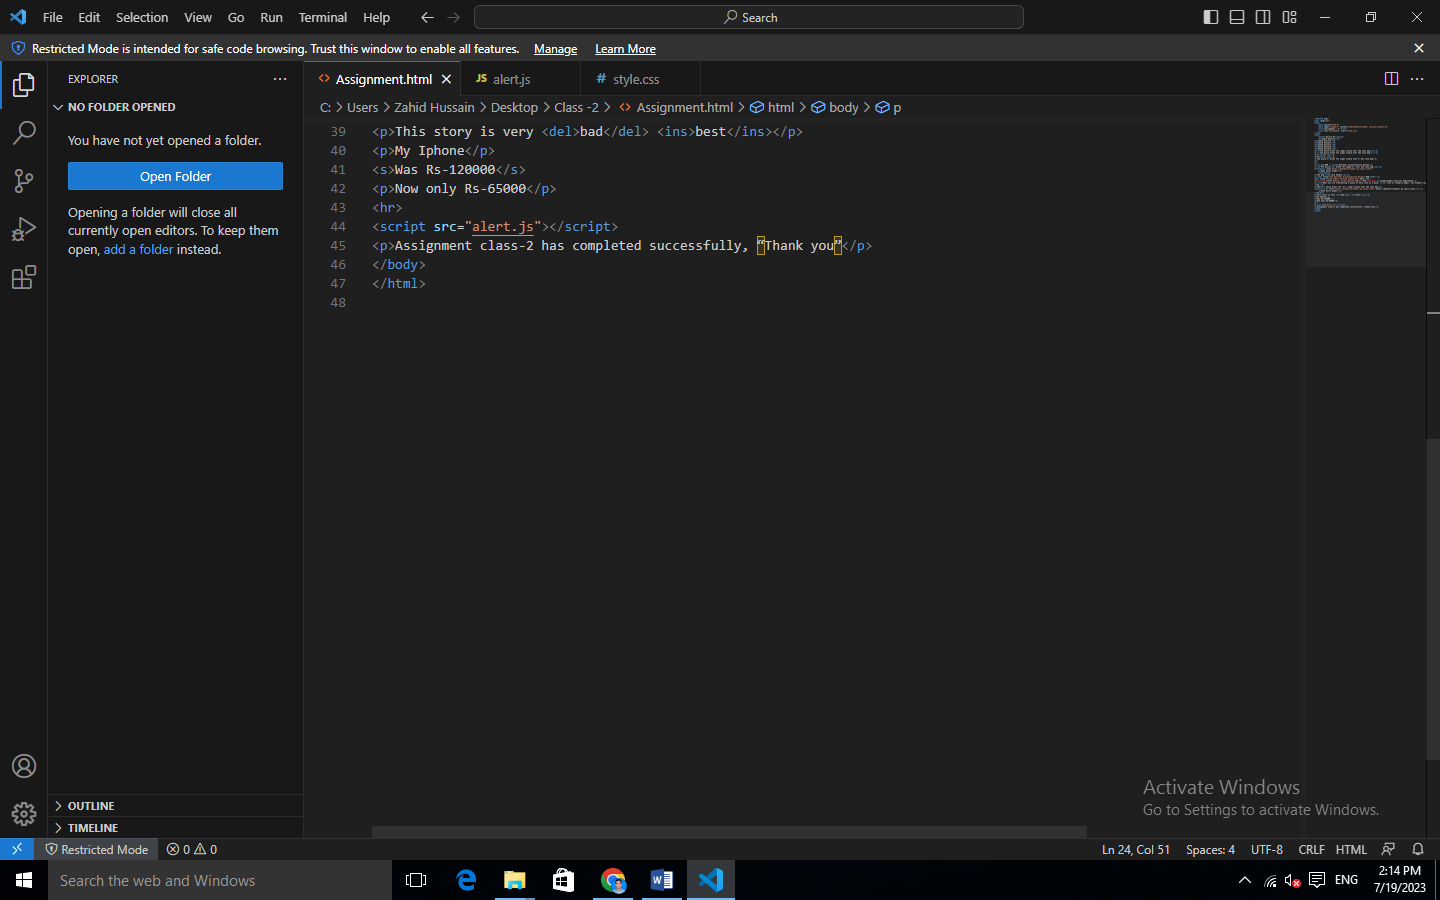 File Edit Selection View Go Run Terminal Help Search
Restricted Mode is intended for safe code browsing. Trust this window to enable all features. Manage Learn More
EXPLORER
NO FOLDER OPENED
You have not yet opened a folder.
Open Folder
Opening a folder will close all
currently open editors. To keep them
open, add a folder instead.
OUTLINE
TIMELINE
Assignment.html JS alert.js # style.css
C: > Users > Zahid Hussain > Desktop > Class -2 > Assignment.html > html > body > p
39 <p>This story is very <del>bad</del> <ins>best</ins></p>
40 <p>My Iphone</p>
41 <s>Was Rs-120000</s>
42 <p>Now only Rs-65000</p>
43 <hr>
44 <script src="alert.js"></script>
45 <p>Assignment class-2 has completed successfully, “Thank you”</p>
46 </body>
47 </html>
48
Activate Windows
Go to Settings to activate Windows.
Restricted Mode 0 0 Ln 24, Col 51 Spaces: 4 UTF-8 CRLF HTML
Search the web and Windows
ENG
2:14 PM
7/19/2023